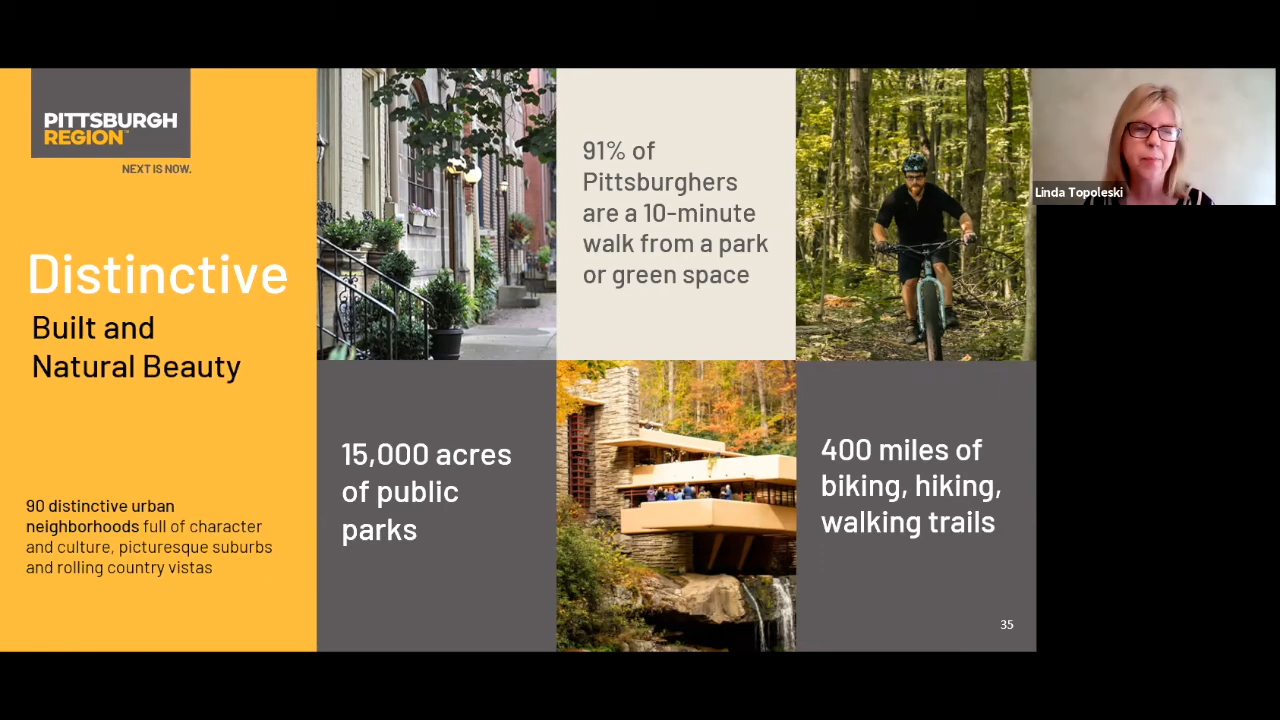 PITTSBURGH
REGION™
NEXT IS NOW.
Distinctive
Built and
Natural Beauty
90 distinctive urban
neighborhoods full of character
and culture, picturesque suburbs
and rolling country vistas
91% of
Pittsburghers
are a 10-minute
walk from a park
or green space
15,000 acres
of public
parks
400 miles of
biking, hiking,
walking trails
35
Linda Topoleski